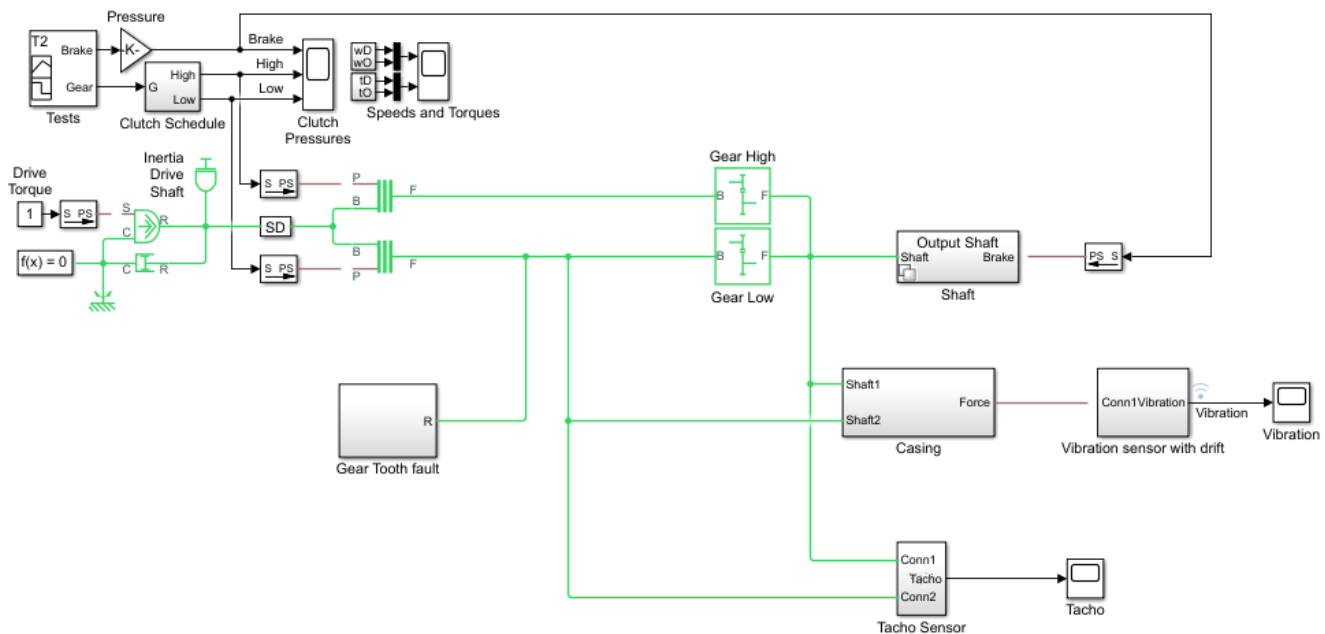 Pressure
T2
Brake
Gear
Tests
-K-
Brake
High
Low
G
High
Low
Clutch Schedule
Clutch
Pressures
wD
wO
tD
tO
Speeds and Torques
Drive
Torque
1
S PS
S
C
R
Inertia
Drive
Shaft
f(x) = 0
C
R
S PS
P
B
F
SD
S PS
B
P
F
Gear High
B
F
B
F
Gear Low
Output Shaft
Shaft
Brake
Shaft
PS S
Gear Tooth fault
R
Shaft1
Shaft2
Force
Casing
Conn1
Vibration
Vibration sensor with drift
Vibration
Vibration
Conn1
Tacho
Conn2
Tacho Sensor
Tacho